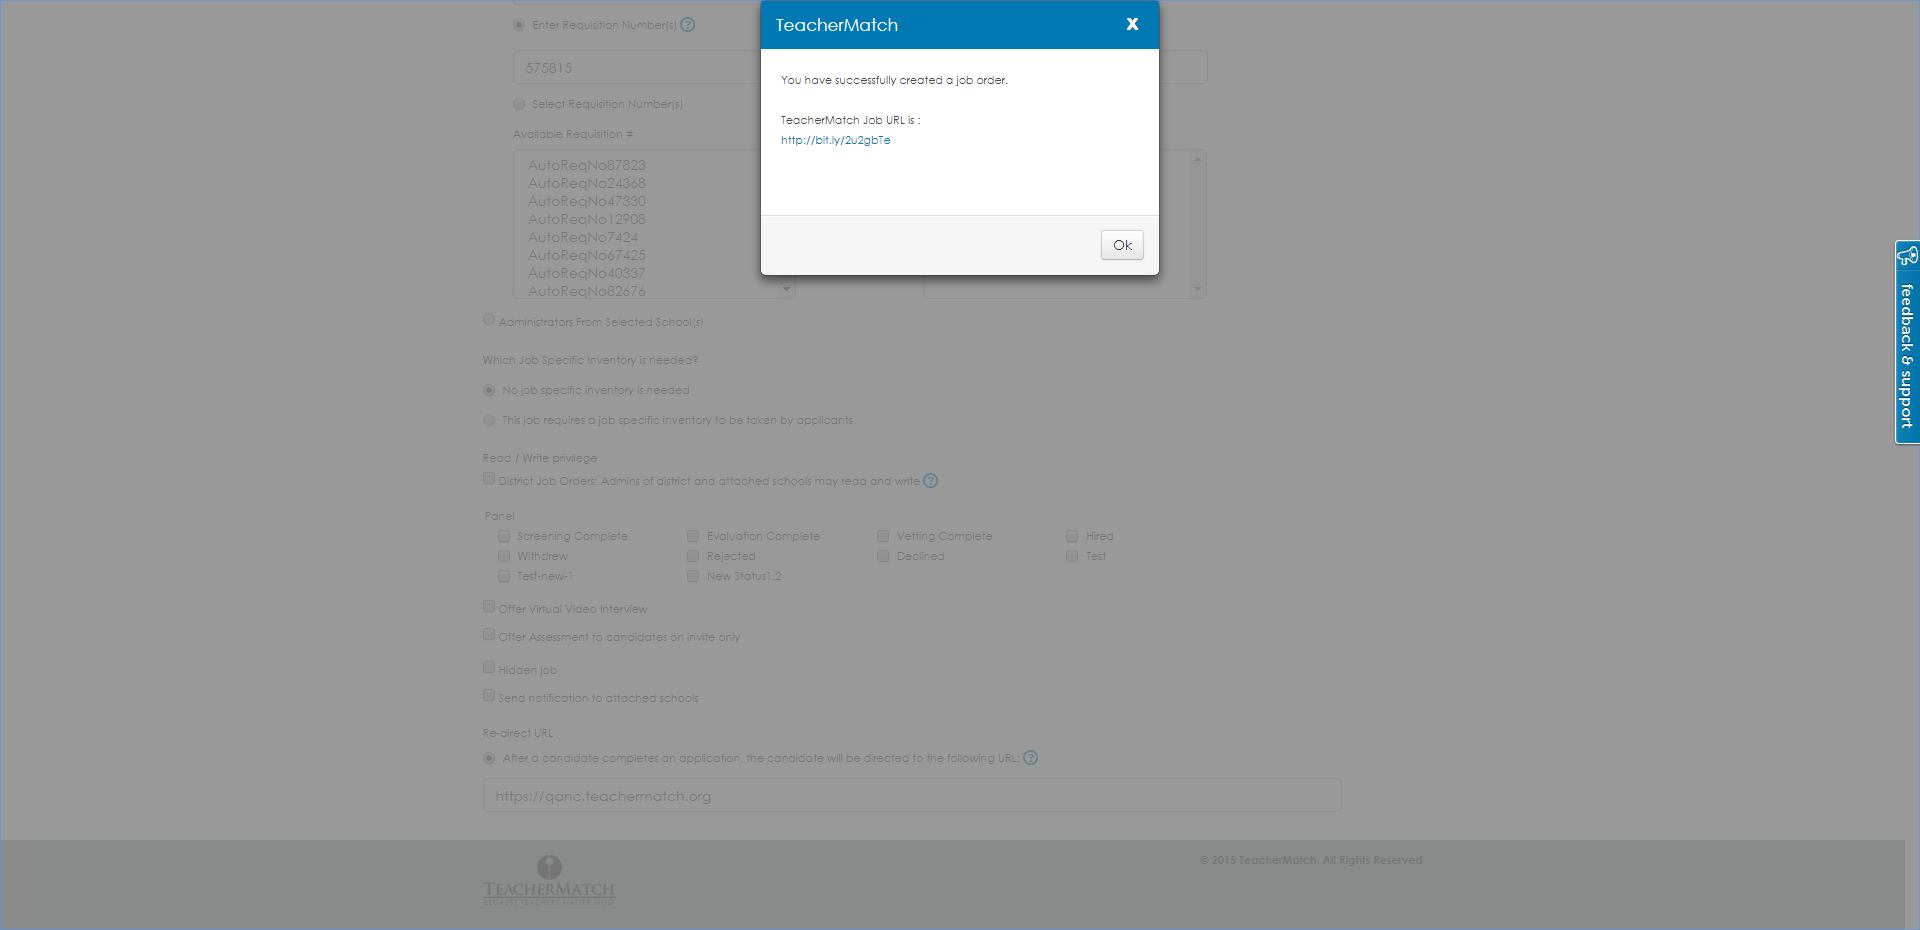 TeacherMatch
X
You have successfully created a job order.
TeacherMatch Job URL is :
http://bit.ly/2u2gbTe
Ok
Enter Requisition Number(s) ?
575815
Select Requisition Number(s)
Available Requisition #
AutoReqNo87823
AutoReqNo24368
AutoReqNo47330
AutoReqNo12908
AutoReqNo7424
AutoReqNo67425
AutoReqNo40337
AutoReqNo82676
Administrators From Selected School(s)
Which Job Specific Inventory is needed?
No job specific inventory is needed
This job requires a job specific inventory to be taken by applicants
Read / Write privilege
District Job Orders: Admins of district and attached schools may read and write ?
Panel
Screening Complete Evaluation Complete Vetting Complete Hired
Withdrew Rejected Declined Test
Test-new-1 New Status1.2
Offer Virtual Video Interview
Offer Assessment to candidates on invite only
Hidden job
Send notification to attached schools
Re-direct URL
After a candidate completes an application, the candidate will be directed to the following URL: ?
https://qanc.teachermatch.org
feedback & support
TEACHERMATCH
BECAUSE TEACHERS MATTER MOST
© 2015 TeacherMatch. All Rights Reserved